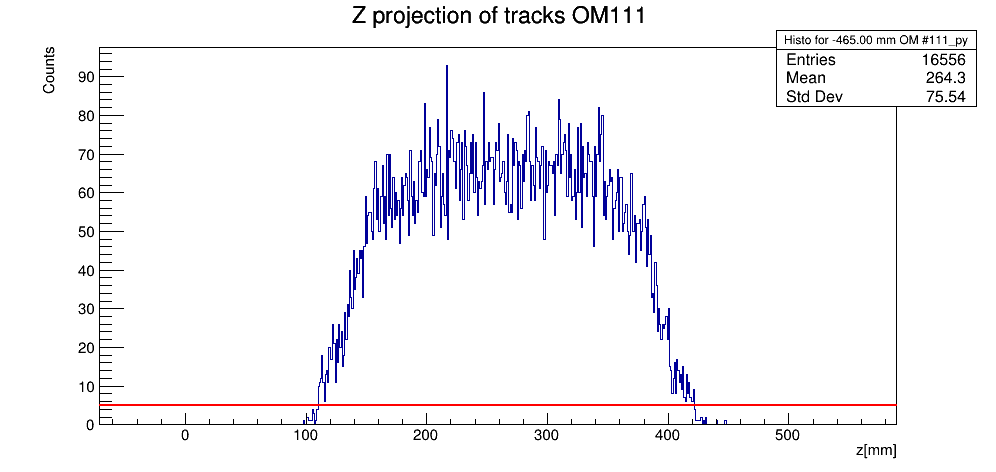 Z projection of tracks OM111
Histo for -465.00 mm OM #111_py
Entries 16556
Mean 264.3
Std Dev 75.54
Counts
90
80
70
60
50
40
30
20
10
0
0 100 200 300 400 500
z[mm]